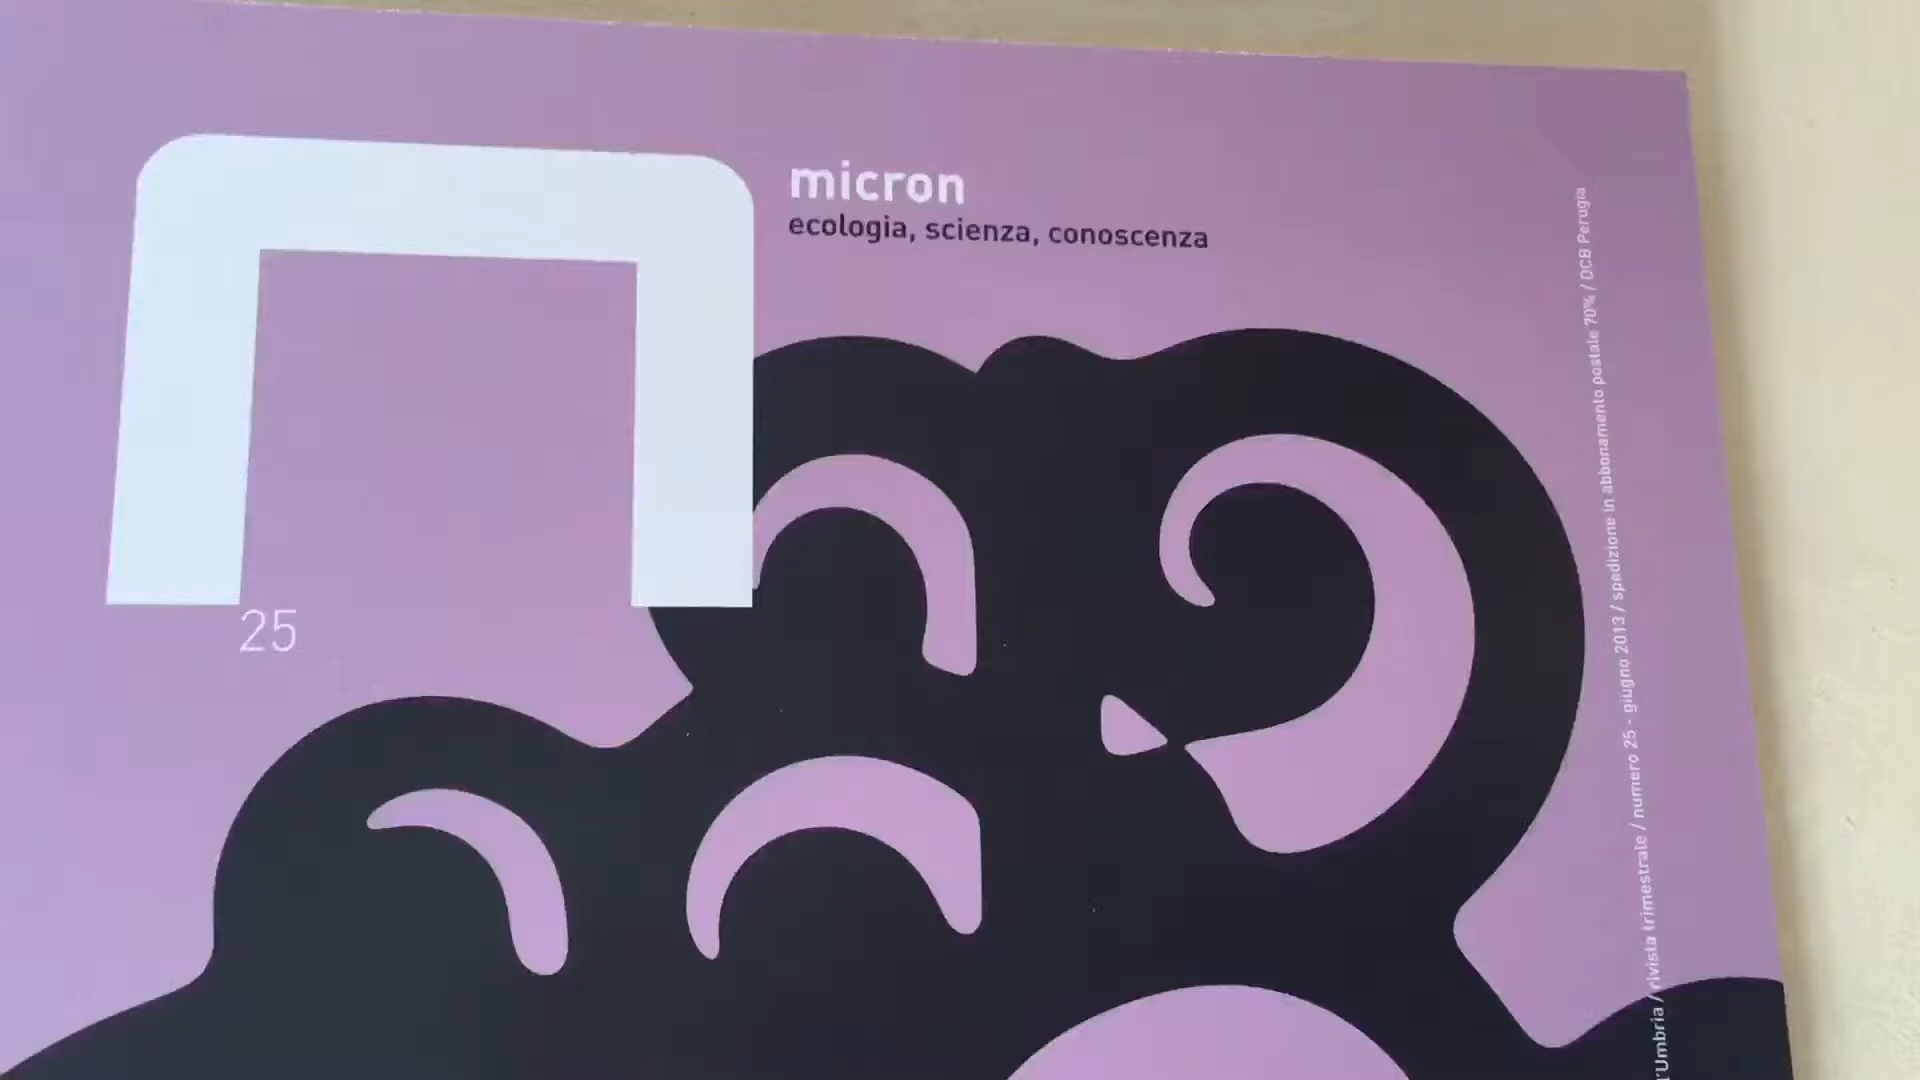 micron
ecologia, scienza, conoscenza
25
l'Umbria / rivista trimestrale / numero 25 - giugno 2013 / spedizione in abbonamento postale 70% / DCB Perugia